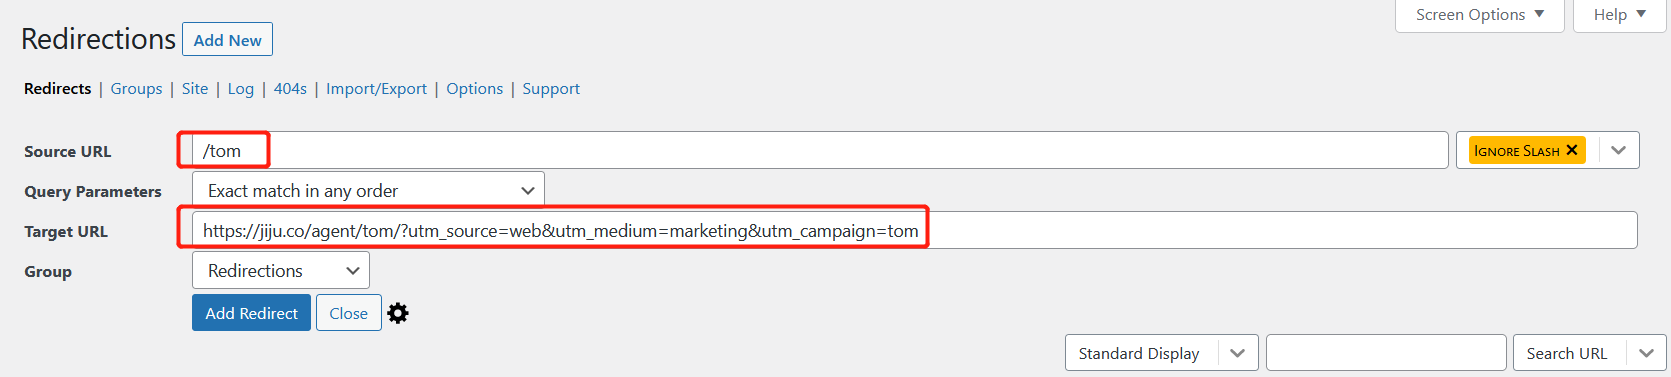 Screen Options ▼ Help ▼
Redirections Add New
Redirects | Groups | Site | Log | 404s | Import/Export | Options | Support
Source URL /tom IGNORE SLASH ✕
Query Parameters Exact match in any order
Target URL https://jiju.co/agent/tom/?utm_source=web&utm_medium=marketing&utm_campaign=tom
Group Redirections
Add Redirect Close
Standard Display Search URL